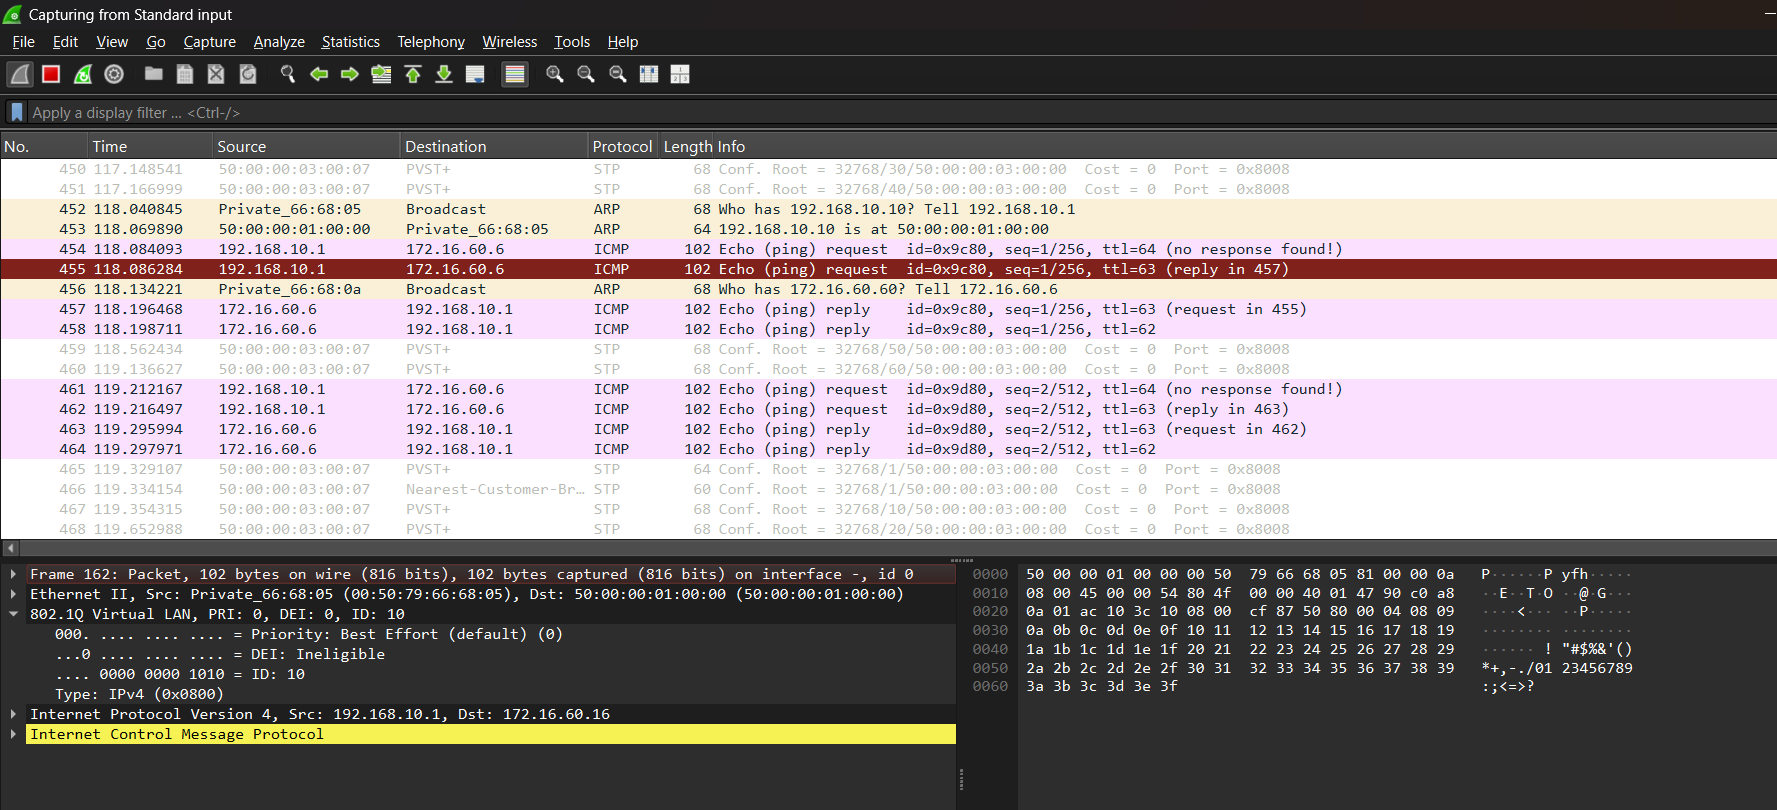 Capturing from Standard input
File Edit View Go Capture Analyze Statistics Telephony Wireless Tools Help
Apply a display filter ... <Ctrl-/>
No. Time Source Destination Protocol Length Info
450 117.148541 50:00:00:03:00:07 PVST+ STP 68 Conf. Root = 32768/30/50:00:00:03:00:00 Cost = 0 Port = 0x8008
451 117.166999 50:00:00:03:00:07 PVST+ STP 68 Conf. Root = 32768/40/50:00:00:03:00:00 Cost = 0 Port = 0x8008
452 118.040845 Private_66:68:05 Broadcast ARP 68 Who has 192.168.10.10? Tell 192.168.10.1
453 118.069890 50:00:00:01:00:00 Private_66:68:05 ARP 64 192.168.10.10 is at 50:00:00:01:00:00
454 118.084093 192.168.10.1 172.16.60.6 ICMP 102 Echo (ping) request id=0x9c80, seq=1/256, ttl=64 (no response found!)
455 118.086284 192.168.10.1 172.16.60.6 ICMP 102 Echo (ping) request id=0x9c80, seq=1/256, ttl=63 (reply in 457)
456 118.134221 Private_66:68:0a Broadcast ARP 68 Who has 172.16.60.60? Tell 172.16.60.6
457 118.196468 172.16.60.6 192.168.10.1 ICMP 102 Echo (ping) reply id=0x9c80, seq=1/256, ttl=63 (request in 455)
458 118.198711 172.16.60.6 192.168.10.1 ICMP 102 Echo (ping) reply id=0x9c80, seq=1/256, ttl=62
459 118.562434 50:00:00:03:00:07 PVST+ STP 68 Conf. Root = 32768/50/50:00:00:03:00:00 Cost = 0 Port = 0x8008
460 119.136627 50:00:00:03:00:07 PVST+ STP 68 Conf. Root = 32768/60/50:00:00:03:00:00 Cost = 0 Port = 0x8008
461 119.212167 192.168.10.1 172.16.60.6 ICMP 102 Echo (ping) request id=0x9d80, seq=2/512, ttl=64 (no response found!)
462 119.216497 192.168.10.1 172.16.60.6 ICMP 102 Echo (ping) request id=0x9d80, seq=2/512, ttl=63 (reply in 463)
463 119.295994 172.16.60.6 192.168.10.1 ICMP 102 Echo (ping) reply id=0x9d80, seq=2/512, ttl=63 (request in 462)
464 119.297971 172.16.60.6 192.168.10.1 ICMP 102 Echo (ping) reply id=0x9d80, seq=2/512, ttl=62
465 119.329107 50:00:00:03:00:07 PVST+ STP 64 Conf. Root = 32768/1/50:00:00:03:00:00 Cost = 0 Port = 0x8008
466 119.334154 50:00:00:03:00:07 Nearest-Customer-Br... STP 60 Conf. Root = 32768/1/50:00:00:03:00:00 Cost = 0 Port = 0x8008
467 119.354315 50:00:00:03:00:07 PVST+ STP 68 Conf. Root = 32768/10/50:00:00:03:00:00 Cost = 0 Port = 0x8008
468 119.652988 50:00:00:03:00:07 PVST+ STP 68 Conf. Root = 32768/20/50:00:00:03:00:00 Cost = 0 Port = 0x8008
Frame 162: Packet, 102 bytes on wire (816 bits), 102 bytes captured (816 bits) on interface -, id 0
Ethernet II, Src: Private_66:68:05 (00:50:79:66:68:05), Dst: 50:00:00:01:00:00 (50:00:00:01:00:00)
802.1Q Virtual LAN, PRI: 0, DEI: 0, ID: 10
000. .... .... .... = Priority: Best Effort (default) (0)
...0 .... .... .... = DEI: Ineligible
.... 0000 0000 1010 = ID: 10
Type: IPv4 (0x0800)
Internet Protocol Version 4, Src: 192.168.10.1, Dst: 172.16.60.16
Internet Control Message Protocol
0000 50 00 00 01 00 00 00 50 79 66 68 05 81 00 00 0a P······P yfh·····
0010 08 00 45 00 00 54 80 4f 00 00 40 01 47 90 c0 a8 ··E··T·O ··@·G···
0020 0a 01 ac 10 3c 10 08 00 cf 87 50 80 00 04 08 09 ····<··· ··P·····
0030 0a 0b 0c 0d 0e 0f 10 11 12 13 14 15 16 17 18 19 ········ ········
0040 1a 1b 1c 1d 1e 1f 20 21 22 23 24 25 26 27 28 29 ······ ! "#$%&'()
0050 2a 2b 2c 2d 2e 2f 30 31 32 33 34 35 36 37 38 39 *+,-./01 23456789
0060 3a 3b 3c 3d 3e 3f :;<=>?